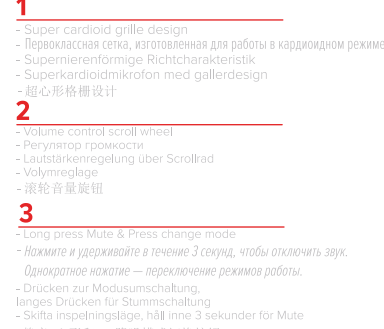 1
- Super cardioid grille design
- Первоклассная сетка, изготовленная для работы в кардиоидном режиме
- Supernierenförmige Richtcharakteristik
- Superkardioidmikrofon med gallerdesign
- 超心形格栅设计
2
- Volume control scroll wheel
- Регулятор громкости
- Lautstärkenregelung über Scrollrad
- Volymreglage
- 滚轮音量旋钮
3
- Long press Mute & Press change mode
- Нажмите и удерживайте в течение 3 секунд, чтобы отключить звук.
Однократное нажатие — переключение режимов работы.
- Drücken zur Modusumschaltung,
langes Drücken für Stummschaltung
- Skifta inspelningsläge, håll inne 3 sekunder för Mute